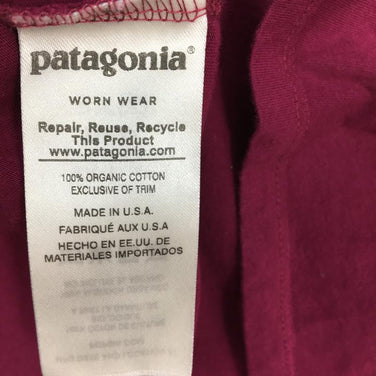 patagonia®
WORN WEAR
Repair, Reuse, Recycle
This Product
www.patagonia.com
100% ORGANIC COTTON
EXCLUSIVE OF TRIM
MADE IN U.S.A.
FABRIQUÉ AUX U.S.A
HECHO EN EE.UU. DE
MATERIALES IMPORTADOS